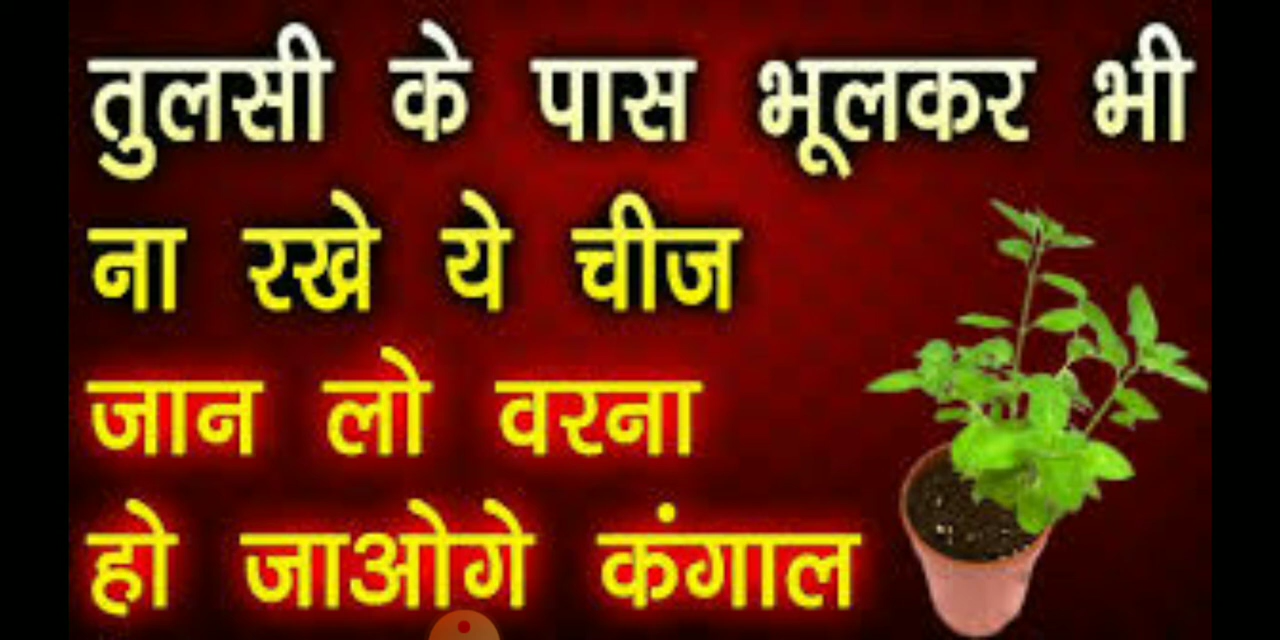 तुलसी के पास भूलकर भी
ना रखे ये चीज
जान लो वरना
हो जाओगे कंगाल